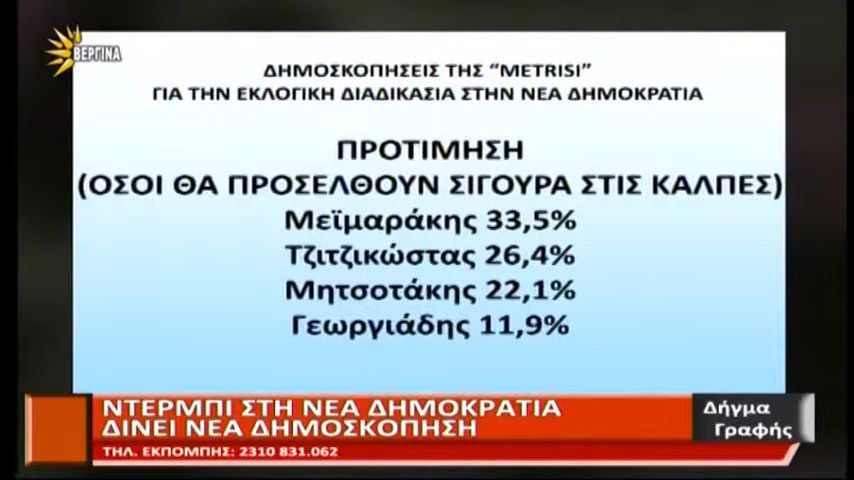 ΒΕΡΓΙΝΑ
ΔΗΜΟΣΚΟΠΗΣΕΙΣ ΤΗΣ “METRISI”
ΓΙΑ ΤΗΝ ΕΚΛΟΓΙΚΗ ΔΙΑΔΙΚΑΣΙΑ ΣΤΗΝ ΝΕΑ ΔΗΜΟΚΡΑΤΙΑ
ΠΡΟΤΙΜΗΣΗ
(ΟΣΟΙ ΘΑ ΠΡΟΣΕΛΘΟΥΝ ΣΙΓΟΥΡΑ ΣΤΙΣ ΚΑΛΠΕΣ)
Μεϊμαράκης 33,5%
Τζιτζικώστας 26,4%
Μητσοτάκης 22,1%
Γεωργιάδης 11,9%
ΝΤΕΡΜΠΙ ΣΤΗ ΝΕΑ ΔΗΜΟΚΡΑΤΙΑ
ΔΙΝΕΙ ΝΕΑ ΔΗΜΟΣΚΟΠΗΣΗ
ΤΗΛ. ΕΚΠΟΜΠΗΣ: 2310 831.062
Δήγμα
Γραφής